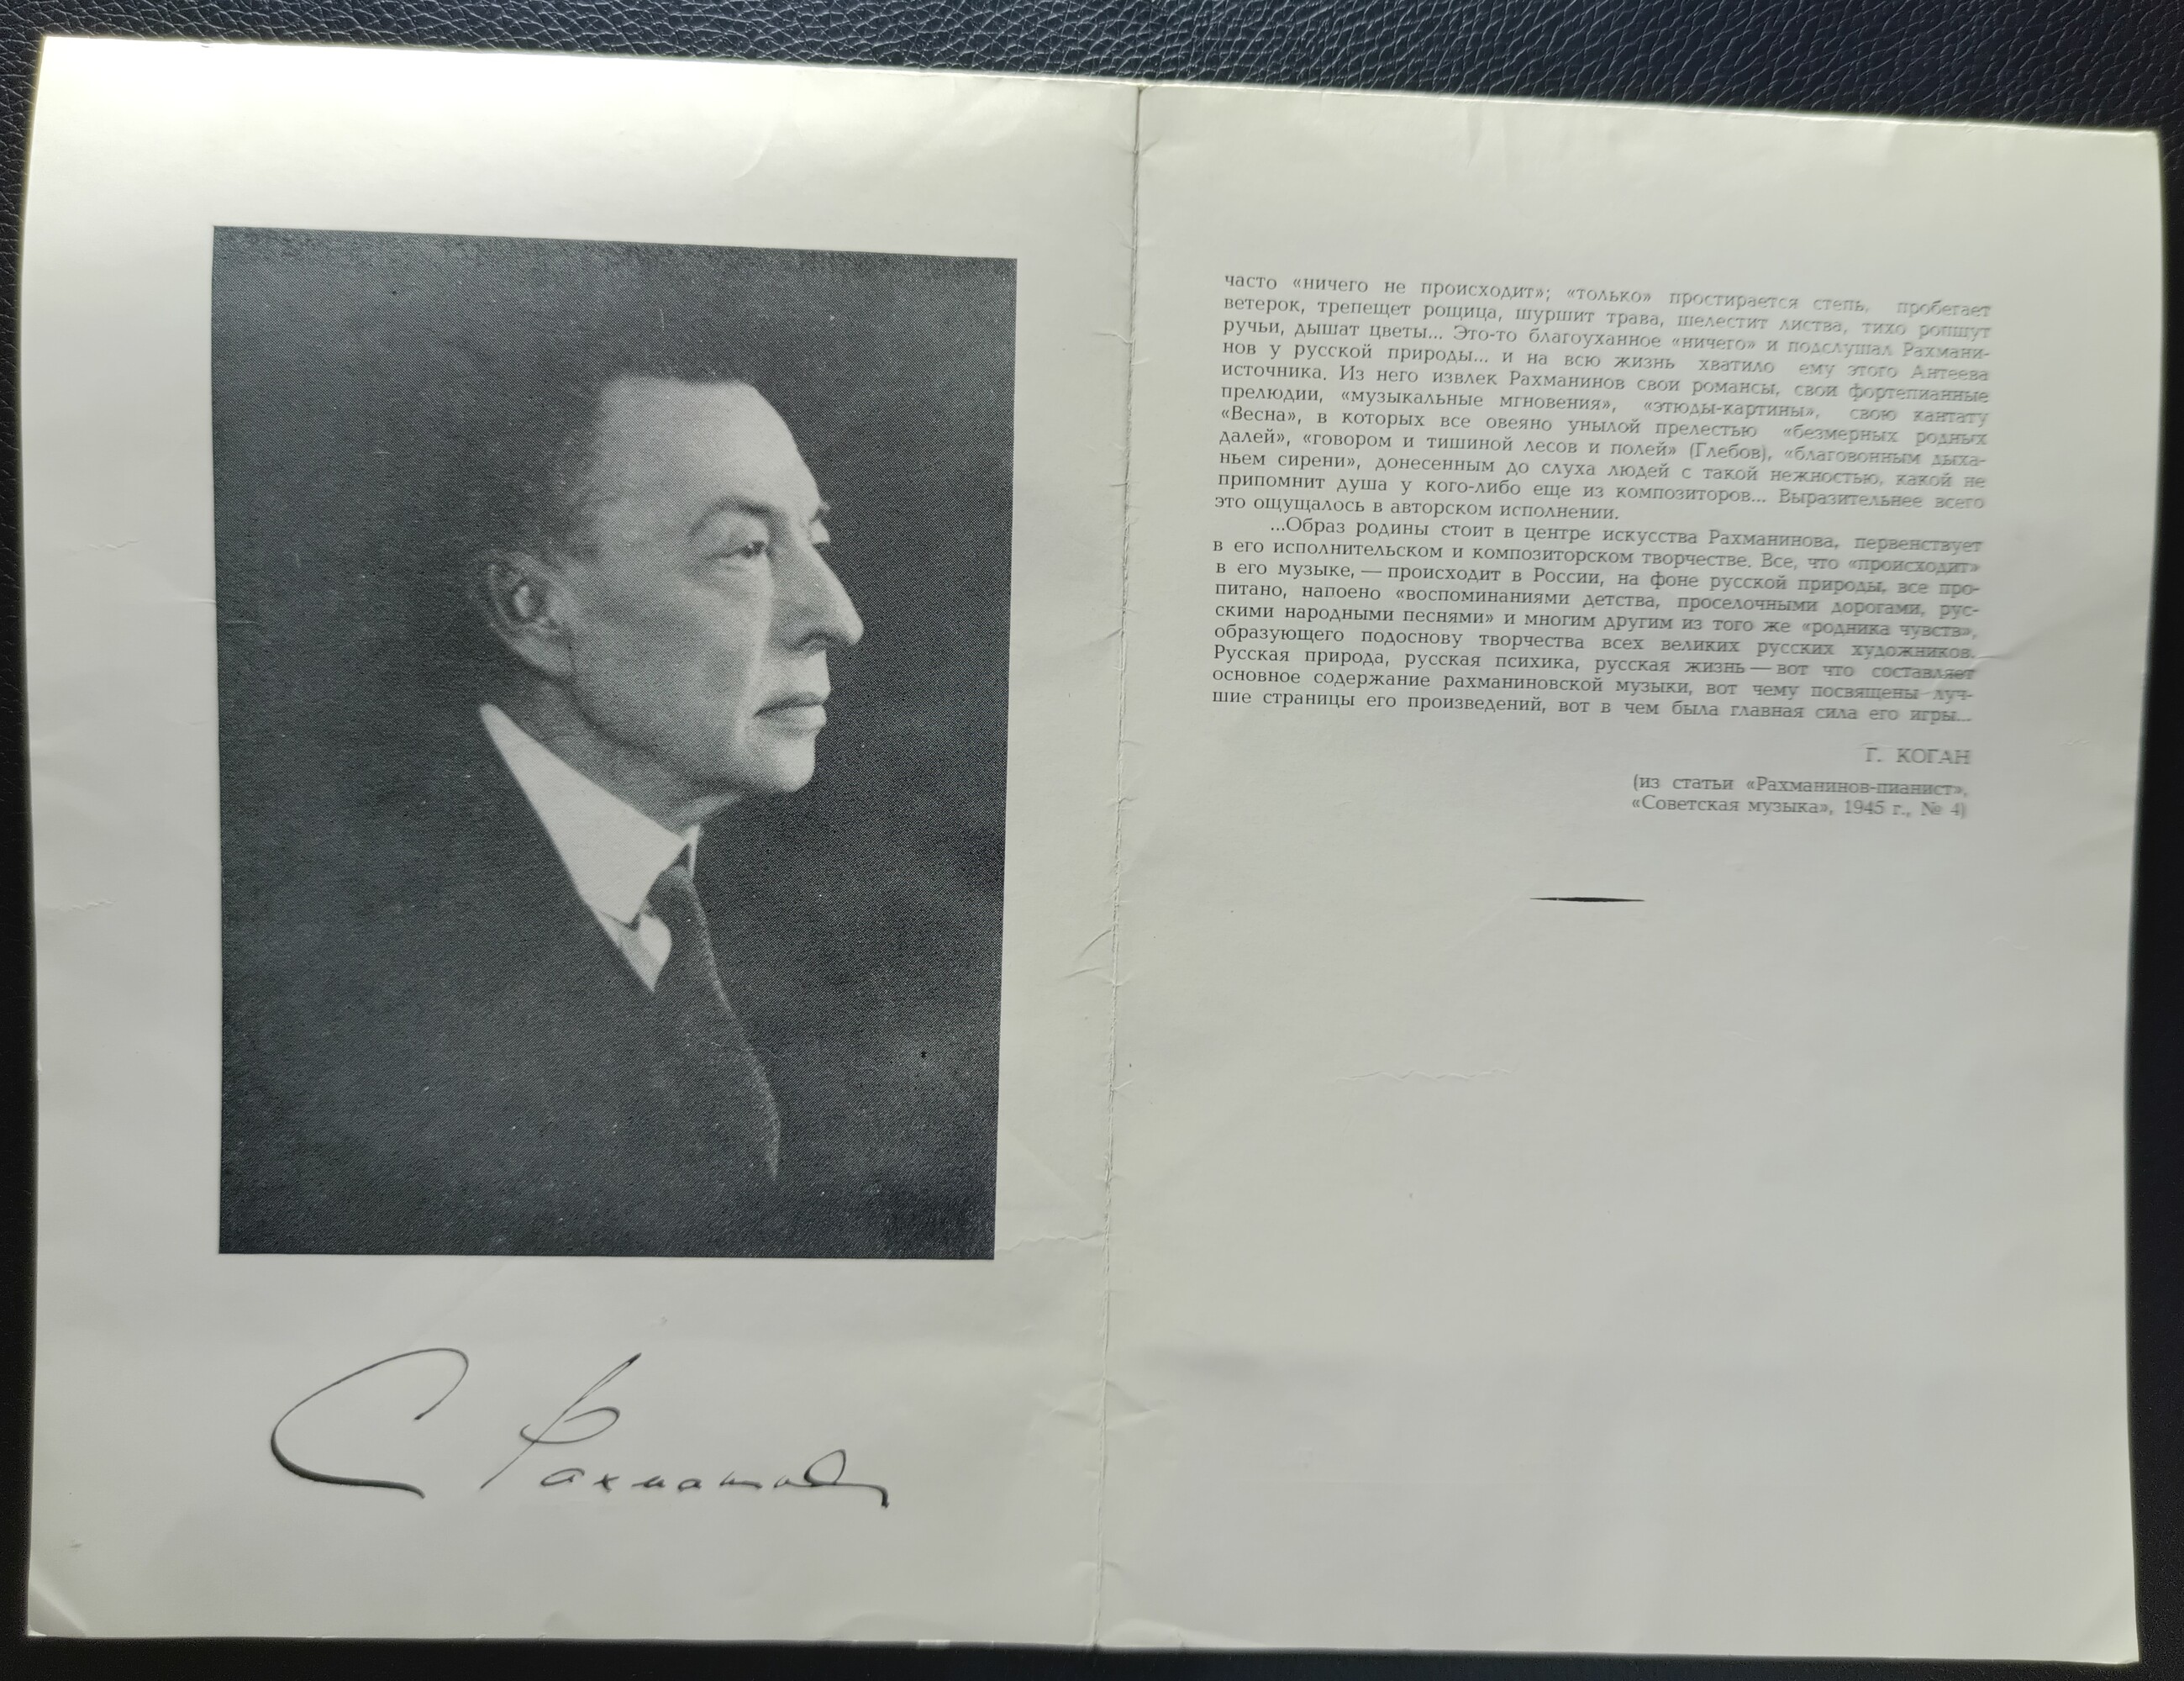 С Рахманинов
часто «ничего не происходит»; «только» простирается степь, пробегает
ветерок, трепещет рощица, шуршит трава, шелестит листва, тихо ропщут
ручьи, дышат цветы... Это-то благоуханное «ничего» и подслушал Рахмани-
нов у русской природы... и на всю жизнь хватило ему этого Антеева
источника. Из него извлек Рахманинов свои романсы, свои фортепианные
прелюдии, «музыкальные мгновения», «этюды-картины», свою кантату
«Весна», в которых все овеяно унылой прелестью «безмерных родных
далей», «говором и тишиной лесов и полей» (Глебов), «благовонным дыха-
ньем сирени», донесенным до слуха людей с такой нежностью, какой не
припомнит душа у кого-либо еще из композиторов... Выразительнее всего
это ощущалось в авторском исполнении.
...Образ родины стоит в центре искусства Рахманинова, первенствует
в его исполнительском и композиторском творчестве. Все, что «происходит»
в его музыке, — происходит в России, на фоне русской природы, все про-
питано, напоено «воспоминаниями детства, проселочными дорогами, рус-
скими народными песнями» и многим другим из того же «родника чувств»,
образующего подоснову творчества всех великих русских художников.
Русская природа, русская психика, русская жизнь — вот что составляет
основное содержание рахманиновской музыки, вот чему посвящены луч-
шие страницы его произведений, вот в чем была главная сила его игры...
Г. КОГАН
(из статьи «Рахманинов-пианист»,
«Советская музыка», 1945 г., № 4)